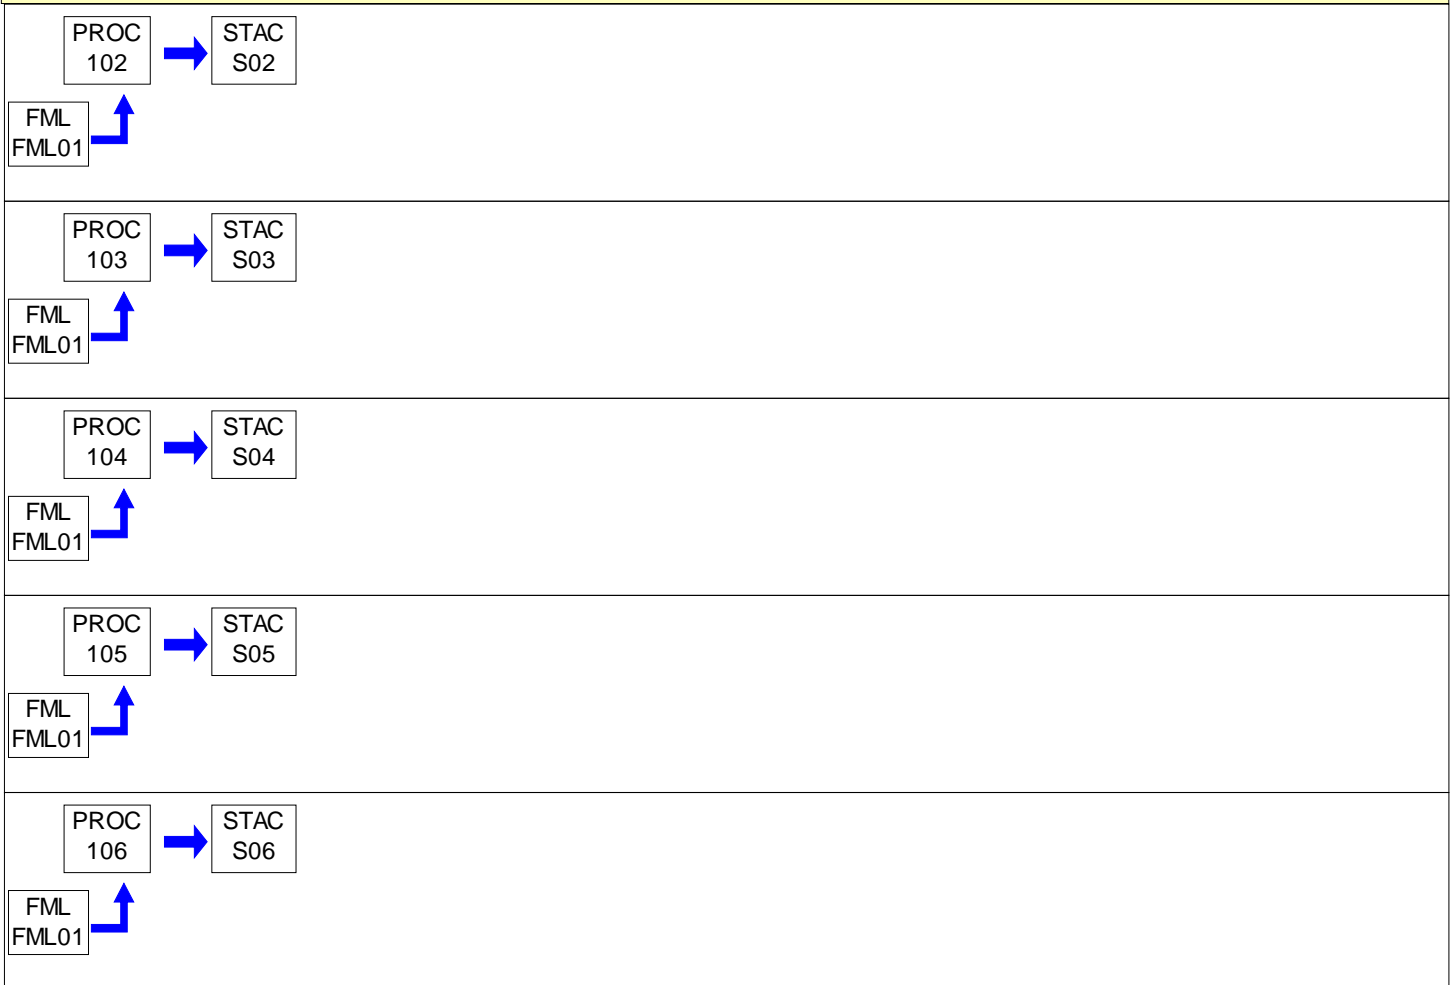 PROC
102
STAC
S02
FML
FML01
PROC
103
STAC
S03
FML
FML01
PROC
104
STAC
S04
FML
FML01
PROC
105
STAC
S05
FML
FML01
PROC
106
STAC
S06
FML
FML01